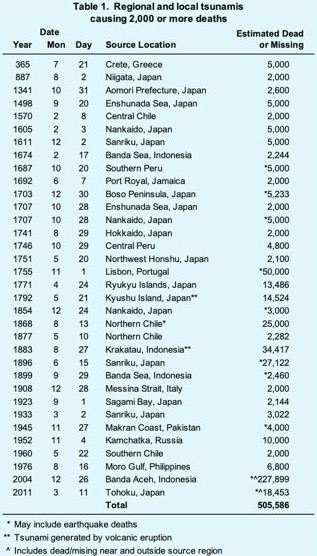 Table 1. Regional and local tsunamis
causing 2,000 or more deaths
Date Estimated Dead
Year Mon Day Source Location or Missing
365 7 21 Crete, Greece 5,000
887 8 2 Niigata, Japan 2,000
1341 10 31 Aomori Prefecture, Japan 2,600
1498 9 20 Enshunada Sea, Japan 5,000
1570 2 8 Central Chile 2,000
1605 2 3 Nankaido, Japan 5,000
1611 12 2 Sanriku, Japan 5,000
1674 2 17 Banda Sea, Indonesia 2,244
1687 10 20 Southern Peru *5,000
1692 6 7 Port Royal, Jamaica 2,000
1703 12 30 Boso Peninsula, Japan *5,233
1707 10 28 Enshunada Sea, Japan 2,000
1707 10 28 Nankaido, Japan *5,000
1741 8 29 Hokkaido, Japan 2,000
1746 10 29 Central Peru 4,800
1751 5 20 Northwest Honshu, Japan 2,100
1755 11 1 Lisbon, Portugal *50,000
1771 4 24 Ryukyu Islands, Japan 13,486
1792 5 21 Kyushu Island, Japan** 14,524
1854 12 24 Nankaido, Japan *3,000
1868 8 13 Northern Chile* 25,000
1877 5 10 Northern Chile 2,282
1883 8 27 Krakatau, Indonesia** 34,417
1896 6 15 Sanriku, Japan *27,122
1899 9 29 Banda Sea, Indonesia *2,460
1908 12 28 Messina Strait, Italy 2,000
1923 9 1 Sagami Bay, Japan 2,144
1933 3 2 Sanriku, Japan 3,022
1945 11 27 Makran Coast, Pakistan *4,000
1952 11 4 Kamchatka, Russia 10,000
1960 5 22 Southern Chile 2,000
1976 8 16 Moro Gulf, Philippines 6,800
2004 12 26 Banda Aceh, Indonesia *^227,899
2011 3 11 Tohoku, Japan *^18,453
Total 505,586
* May include earthquake deaths
** Tsunami generated by volcanic eruption
^ Includes dead/missing near and outside source region